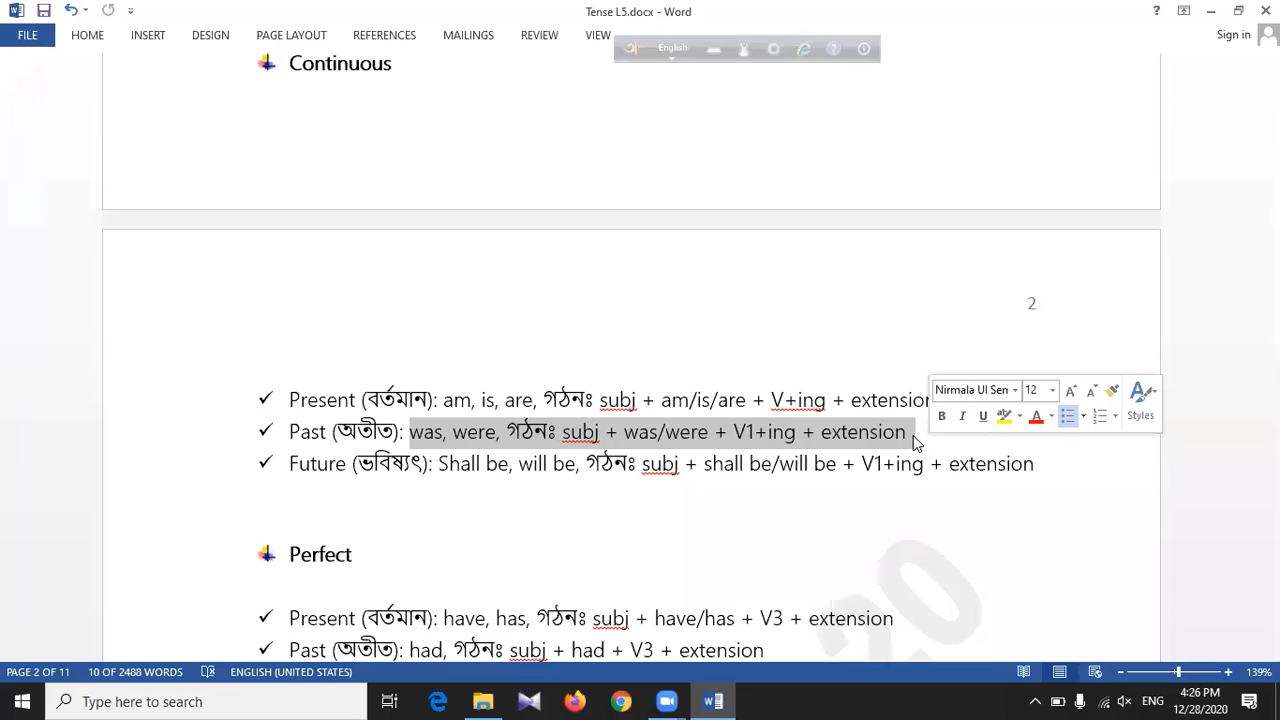 Tense L5.docx - Word
FILE HOME INSERT DESIGN PAGE LAYOUT REFERENCES MAILINGS REVIEW VIEW Sign in
English
Continuous
2
Present (বর্তমান): am, is, are, গঠনঃ subj + am/is/are + V+ing + extension
Nirmala UI Sem 12
B I U A Styles
Past (অতীত): was, were, গঠনঃ subj + was/were + V1+ing + extension
Future (ভবিষ্যৎ): Shall be, will be, গঠনঃ subj + shall be/will be + V1+ing + extension
Perfect
Present (বর্তমান): have, has, গঠনঃ subj + have/has + V3 + extension
Past (অতীত): had, গঠনঃ subj + had + V3 + extension
20
PAGE 2 OF 11 10 OF 2488 WORDS ENGLISH (UNITED STATES) 139%
Type here to search
ENG
4:26 PM
12/28/2020